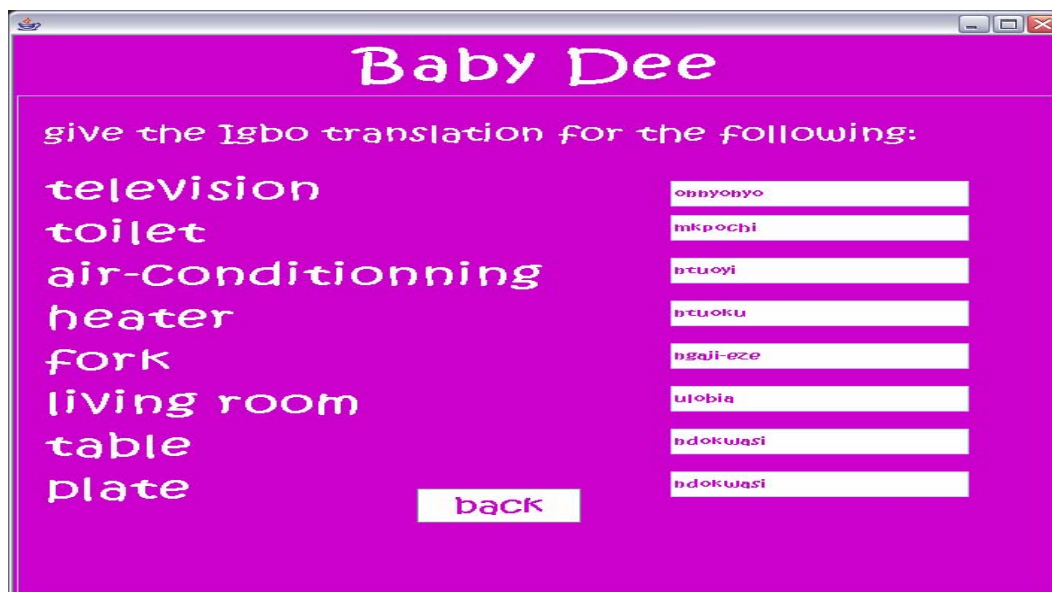 Baby Dee
give the Igbo translation for the following:
television onnyonyo
toilet mkpochi
air-conditionning ntuoyi
heater ntuoku
fork ngaji-eze
living room ulobia
table ndokwasi
plate ndokwasi
back